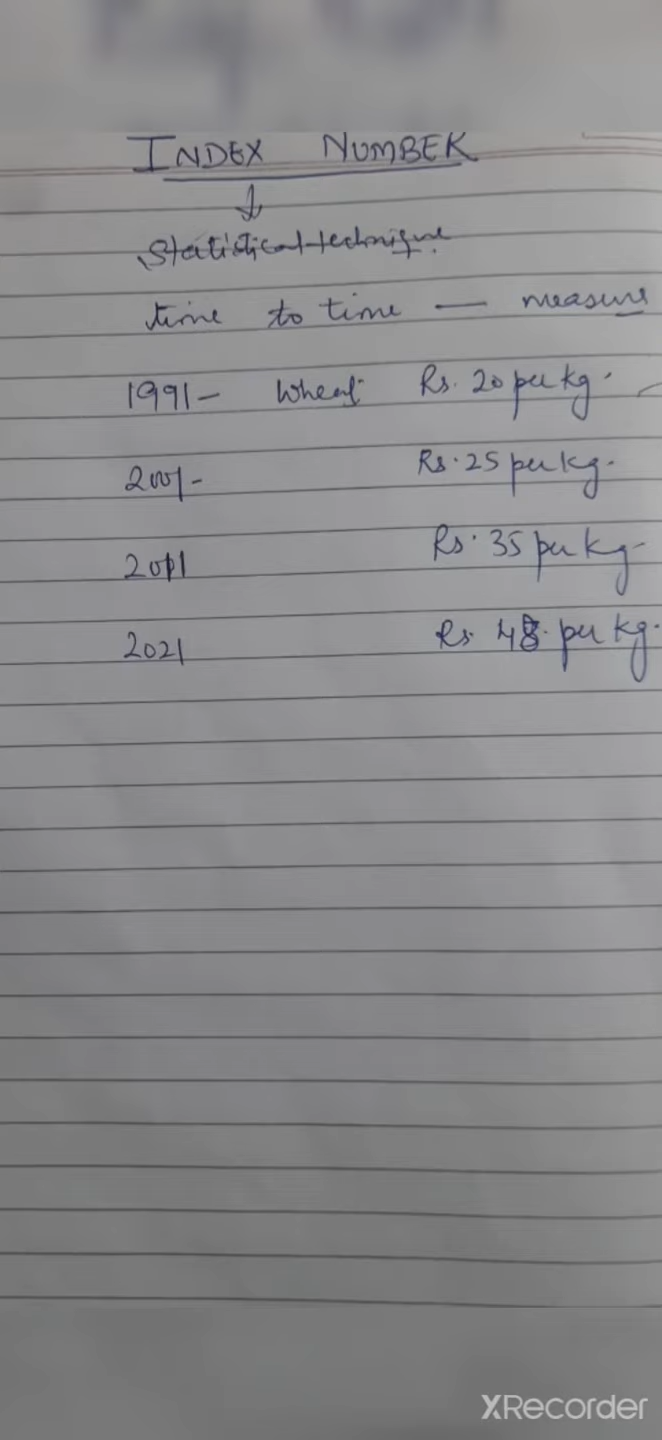 INDEX NUMBER
↓
Statistical technique
time to time — measure
1991 - Wheat Rs. 20 per kg.
2001 - Rs. 25 per kg.
2011 Rs. 35 per kg.
2021 Rs. 48. per kg.
XRecorder